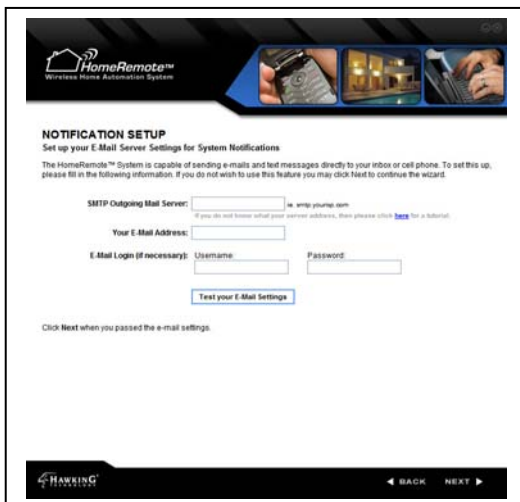 HomeRemote™
Wireless Home Automation System
NOTIFICATION SETUP
Set up your E-Mail Server Settings for System Notifications
The HomeRemote™ System is capable of sending e-mails and text messages directly to your inbox or cell phone. To set this up,
please fill in the following information. If you do not wish to use this feature you may click Next to continue the wizard.
SMTP Outgoing Mail Server: ie. smtp.yourisp.com
If you do not know what your server address, then please click here for a tutorial.
Your E-Mail Address:
E-Mail Login (if necessary): Username: Password:
Test your E-Mail Settings
Click Next when you passed the e-mail settings.
HAWKING
TECHNOLOGY
BACK NEXT